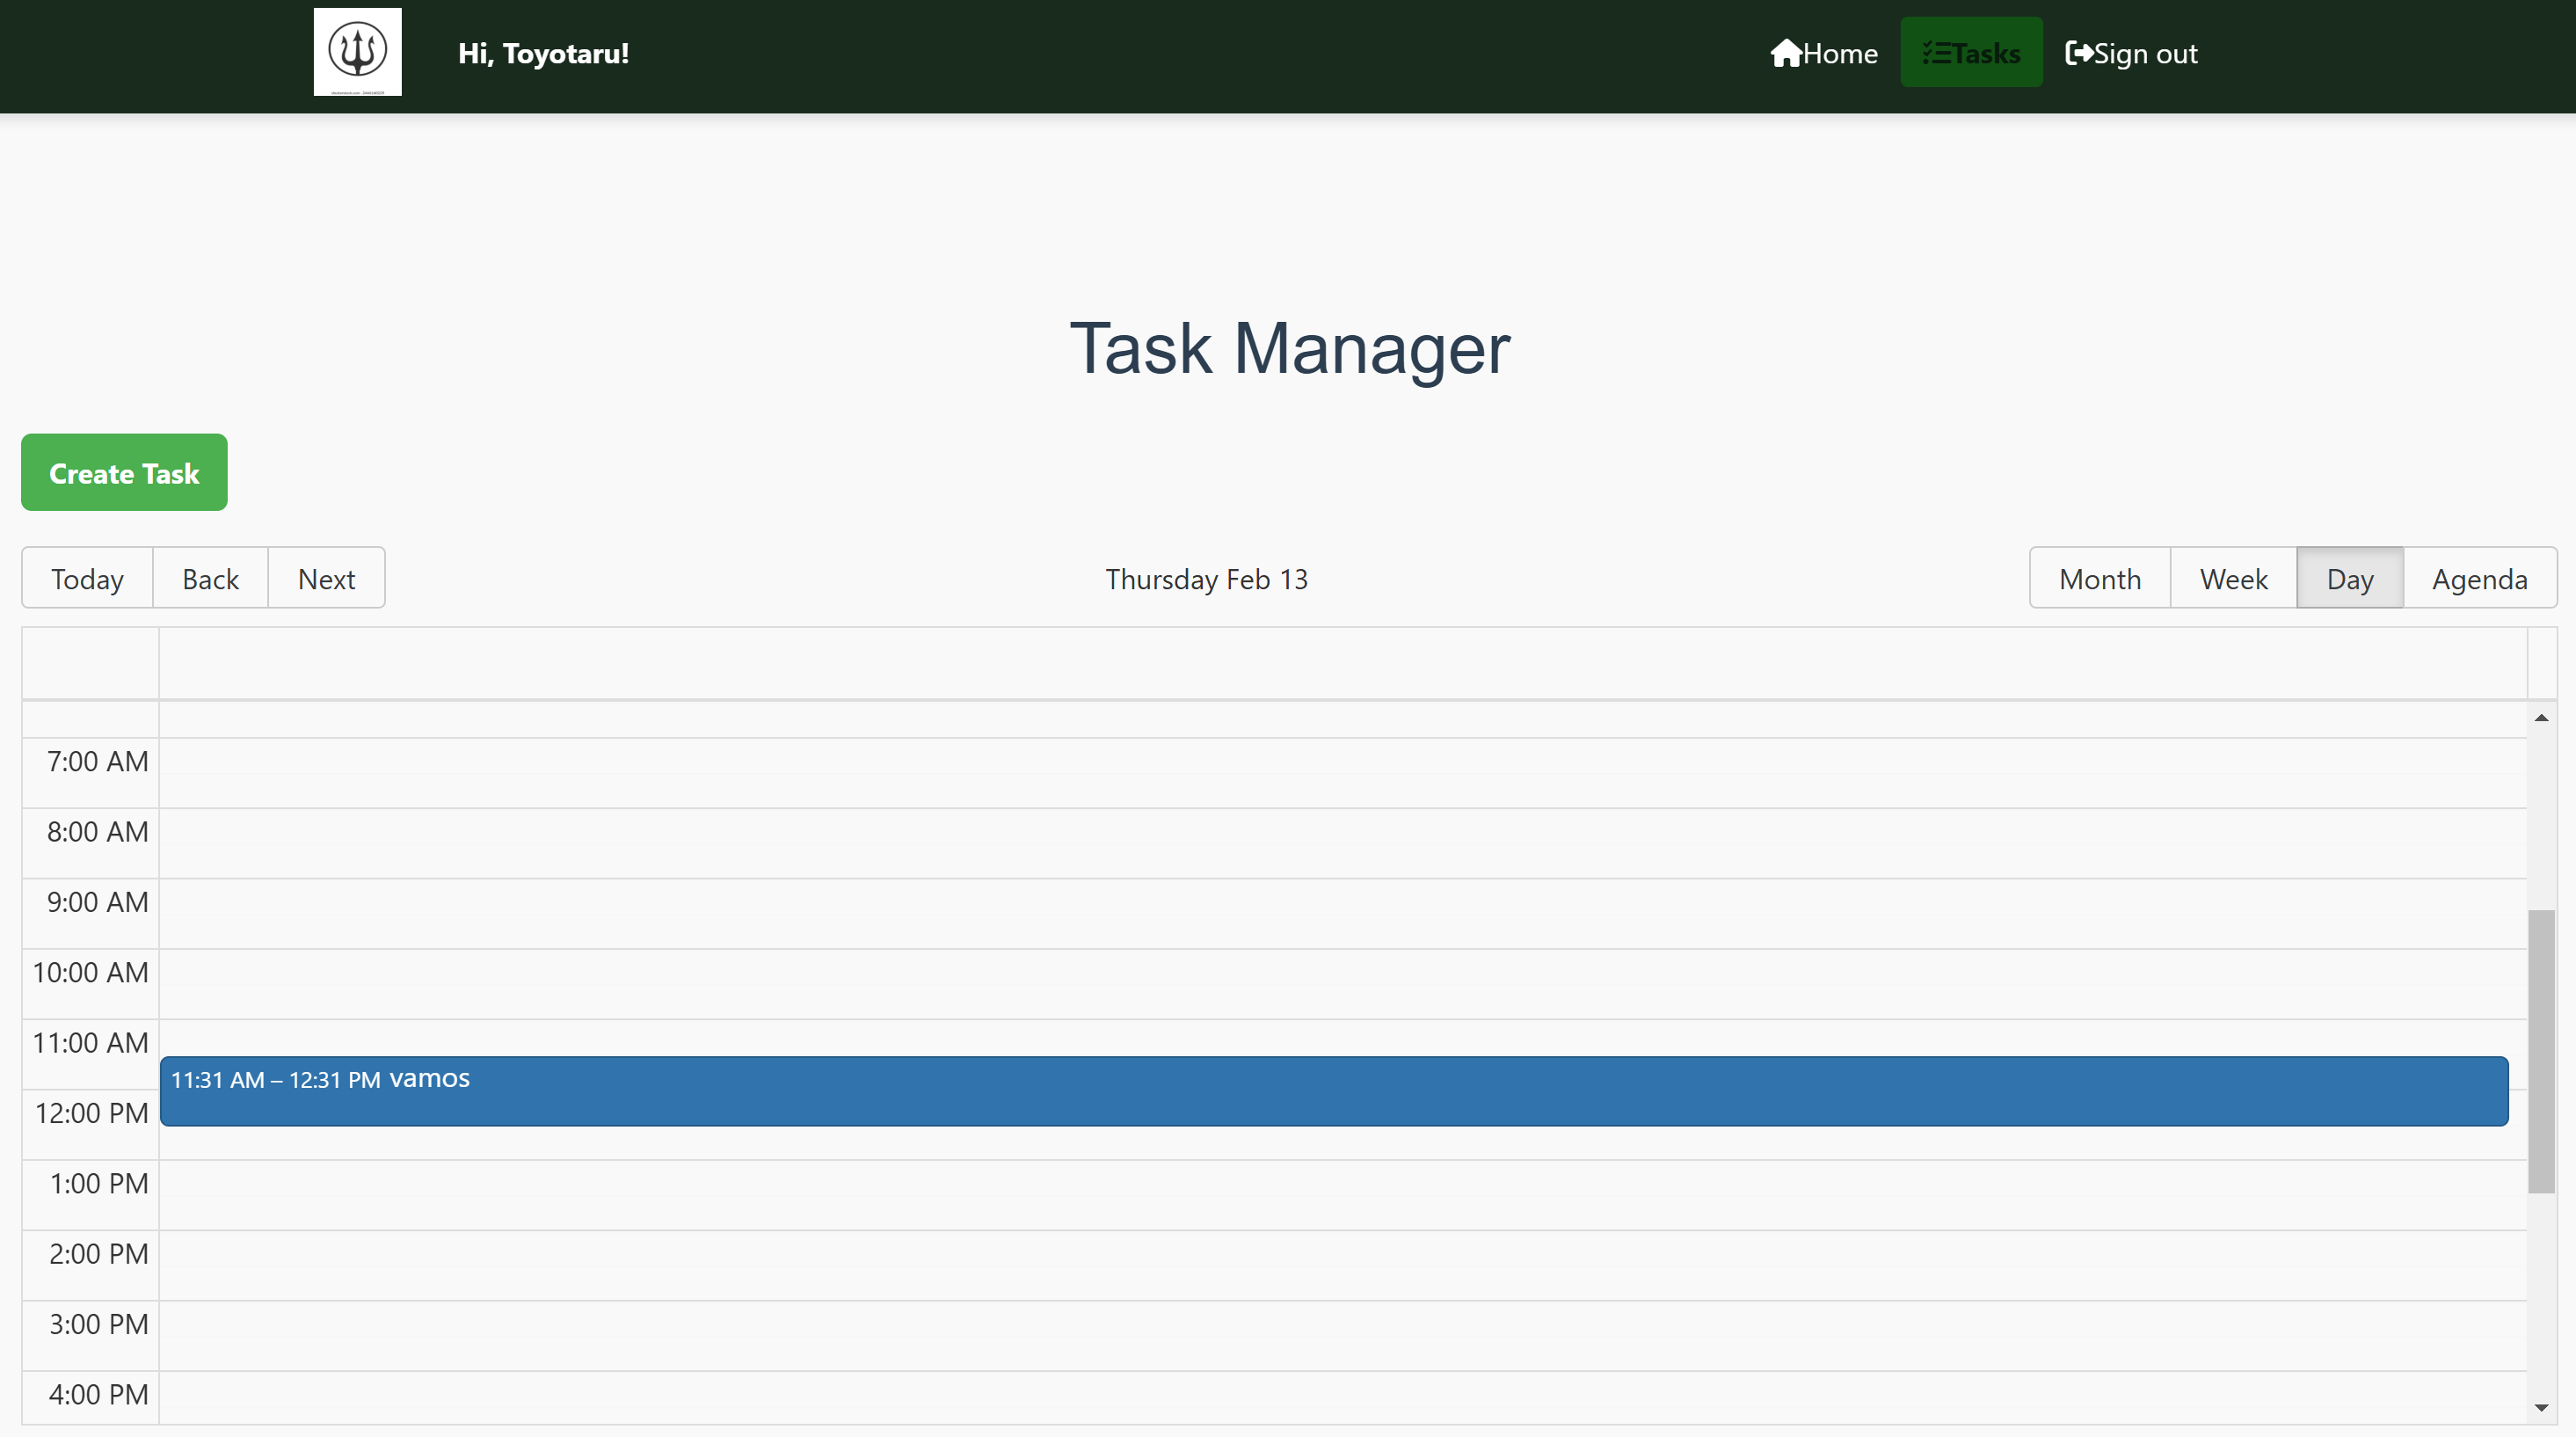 Hi, Toyotaru!
Home
Tasks
Sign out
Task Manager
Create Task
Today
Back
Next
Thursday Feb 13
Month
Week
Day
Agenda
7:00 AM
8:00 AM
9:00 AM
10:00 AM
11:00 AM
11:31 AM – 12:31 PM vamos
12:00 PM
1:00 PM
2:00 PM
3:00 PM
4:00 PM